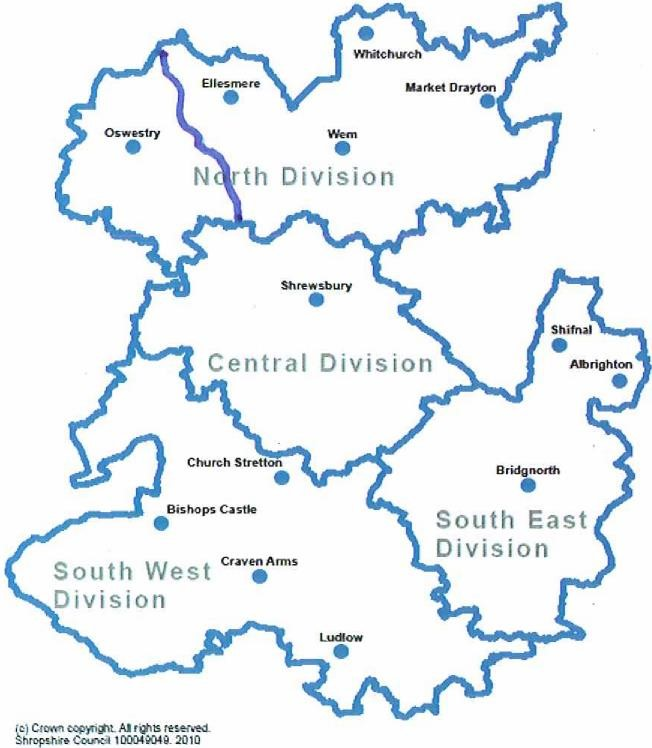 Whitchurch
Ellesmere
Market Drayton
Oswestry
Wem
North Division
Shrewsbury
Shifnal
Central Division
Albrighton
Church Stretton
Bridgnorth
Bishops Castle
South East
Division
Craven Arms
South West
Division
Ludlow
(c) Crown copyright. All rights reserved.
Shropshire Council 100049049. 2010